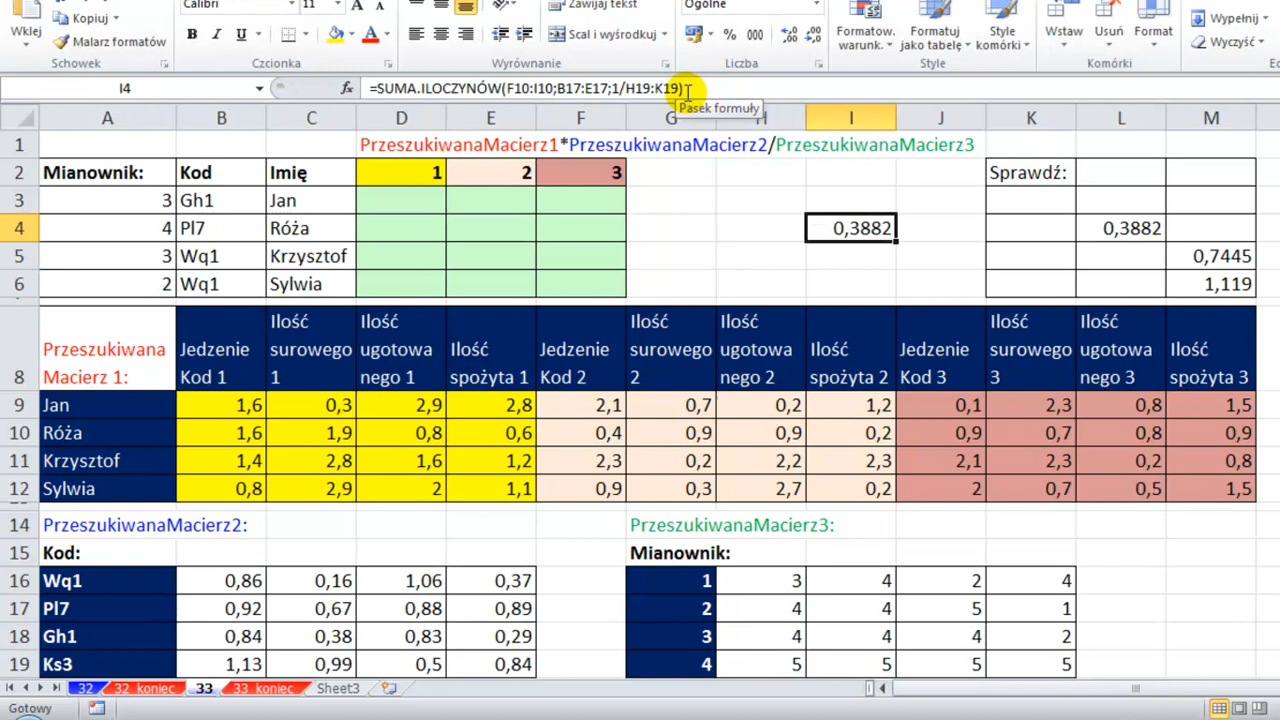 Wklej Kopiuj Calibri 11 A A Zawijaj tekst Ogólne Formatow. Formatuj Style Wstaw Usuń Format Wypełnij
Malarz formatów B I U A Scal i wyśrodkuj % 000 warunk. jako tabelę komórki Wyczyść
Schowek Czcionka Wyrównanie Liczba Style Komórki
I4 fx =SUMA.ILOCZYNÓW(F10:I10;B17:E17;1/H19:K19)
Pasek formuły
A B C D E F G H I J K L M
1 PrzeszukiwanaMacierz1*PrzeszukiwanaMacierz2/PrzeszukiwanaMacierz3
2 Mianownik: Kod Imię 1 2 3 Sprawdź:
3 3 Gh1 Jan
4 4 Pl7 Róża 0,3882 0,3882
5 3 Wq1 Krzysztof 0,7445
6 2 Wq1 Sylwia 1,119
8 Przeszukiwana Macierz 1: Jedzenie Kod 1 Ilość surowego 1 Ilość ugotowa nego 1 Ilość spożyta 1 Jedzenie Kod 2 Ilość surowego 2 Ilość ugotowa nego 2 Ilość spożyta 2 Jedzenie Kod 3 Ilość surowego 3 Ilość ugotowa nego 3 Ilość spożyta 3
9 Jan 1,6 0,3 2,9 2,8 2,1 0,7 0,2 1,2 0,1 2,3 0,8 1,5
10 Róża 1,6 1,9 0,8 0,6 0,4 0,9 0,9 0,2 0,9 0,7 0,8 0,9
11 Krzysztof 1,4 2,8 1,6 1,2 2,3 0,2 2,2 2,3 2,1 2,3 0,2 0,8
12 Sylwia 0,8 2,9 2 1,1 0,9 0,3 2,7 0,2 2 0,7 0,5 1,5
14 PrzeszukiwanaMacierz2: PrzeszukiwanaMacierz3:
15 Kod: Mianownik:
16 Wq1 0,86 0,16 1,06 0,37 1 3 4 2 4
17 Pl7 0,92 0,67 0,88 0,89 2 4 4 5 1
18 Gh1 0,84 0,38 0,83 0,29 3 4 4 4 2
19 Ks3 1,13 0,99 0,5 0,84 4 5 5 5 5
32 32_koniec 33 33_koniec Sheet3
Gotowy